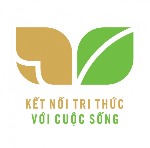 KẾT NỐI TRI THỨC
VỚI CUỘC SỐNG